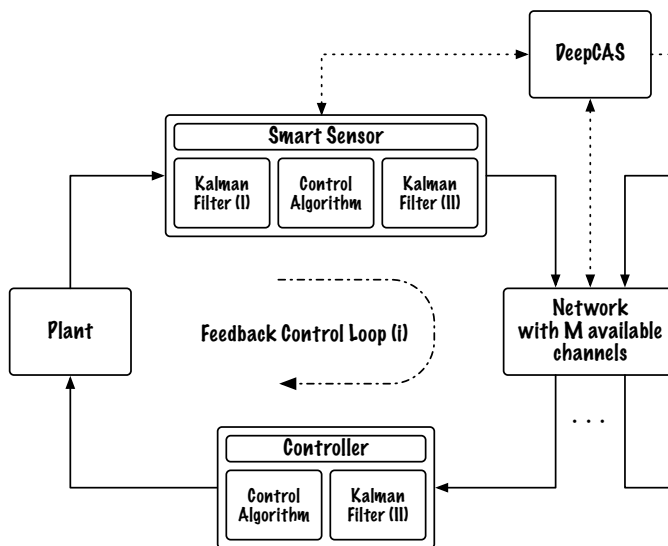 DeepCAS
Smart Sensor
Kalman
Filter (I)
Control
Algorithm
Kalman
Filter (II)
Plant
Feedback Control Loop (i)
Network
with M available
channels
. . .
Controller
Control
Algorithm
Kalman
Filter (II)